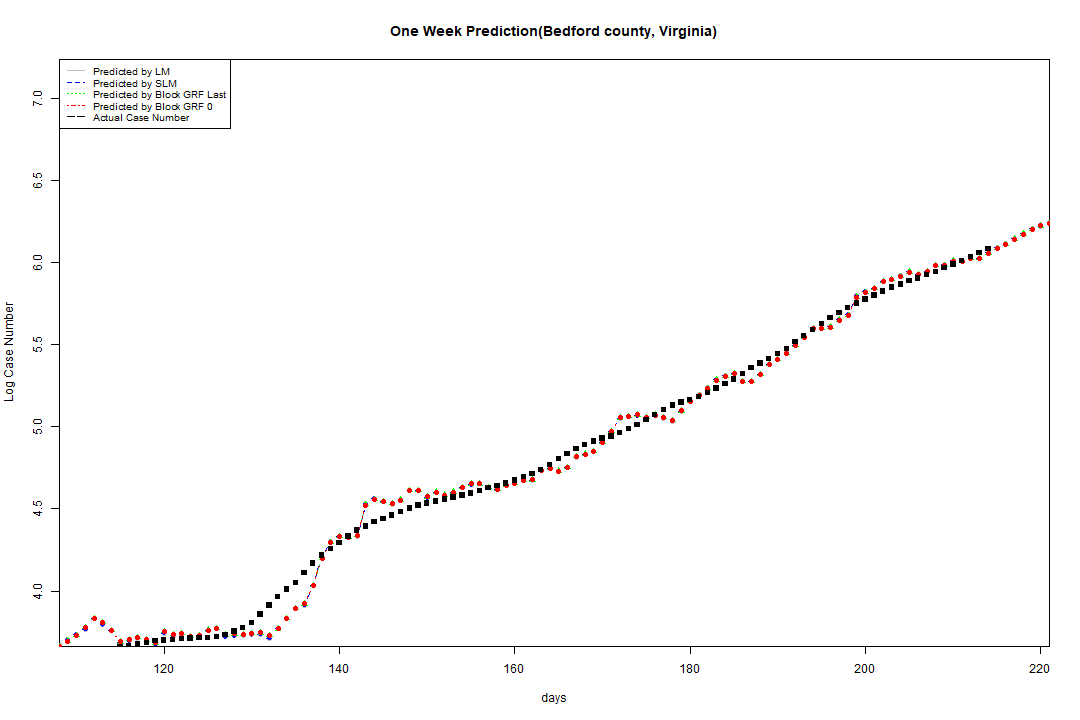 One Week Prediction(Bedford county, Virginia)
Predicted by LM
Predicted by SLM
Predicted by Block GRF Last
Predicted by Block GRF 0
Actual Case Number
7.0
6.5
6.0
5.5
5.0
4.5
4.0
Log Case Number
120 140 160 180 200 220
days